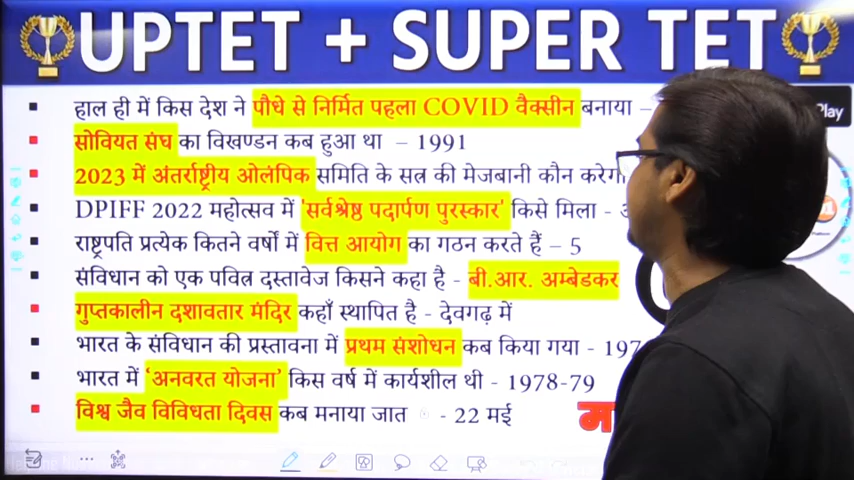 UPTET + SUPER TET
Play
हाल ही में किस देश ने पौधे से निर्मित पहला COVID वैक्सीन बनाया –
सोवियत संघ का विखण्डन कब हुआ था – 1991
2023 में अंतर्राष्ट्रीय ओलंपिक समिति के सत्र की मेजबानी कौन करेगा
DPIFF 2022 महोत्सव में 'सर्वश्रेष्ठ पदार्पण पुरस्कार' किसे मिला -
राष्ट्रपति प्रत्येक कितने वर्षों में वित्त आयोग का गठन करते हैं – 5
संविधान को एक पवित्र दस्तावेज किसने कहा है - बी.आर. अम्बेडकर
गुप्तकालीन दशावतार मंदिर कहाँ स्थापित है - देवगढ़ में
भारत के संविधान की प्रस्तावना में प्रथम संशोधन कब किया गया - 197
भारत में ‘अनवरत योजना’ किस वर्ष में कार्यशील थी - 1978-79
विश्व जैव विविधता दिवस कब मनाया जात - 22 मई